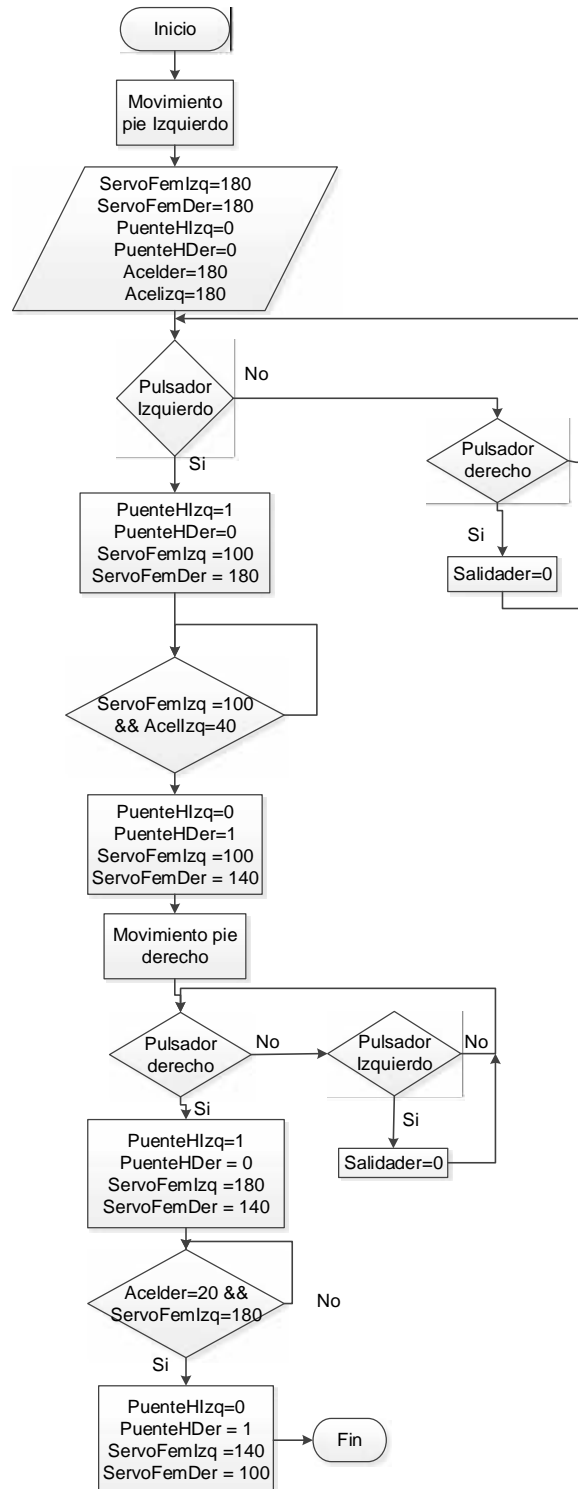 Inicio
Movimiento
pie Izquierdo
ServoFemIzq=180
ServoFemDer=180
PuenteHIzq=0
PuenteHDer=0
Acelder=180
Acelizq=180
Pulsador
Izquierdo
No
Pulsador
derecho
Si
Si
PuenteHIzq=1
PuenteHDer=0
ServoFemIzq =100
ServoFemDer = 180
Salidader=0
ServoFemIzq =100
&& AcelIzq=40
PuenteHIzq=0
PuenteHDer=1
ServoFemIzq =100
ServoFemDer = 140
Movimiento pie
derecho
Pulsador
derecho
No
Pulsador
Izquierdo
No
Si
Si
PuenteHIzq=1
PuenteHDer = 0
ServoFemIzq =180
ServoFemDer = 140
Salidader=0
Acelder=20 &&
ServoFemIzq=180
No
Si
PuenteHIzq=0
PuenteHDer = 1
ServoFemIzq =140
ServoFemDer = 100
Fin